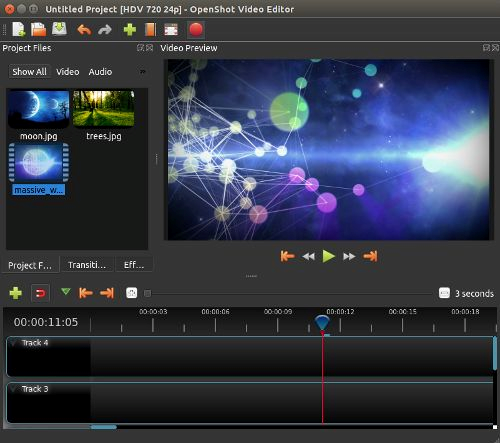 Untitled Project [HDV 720 24p] - OpenShot Video Editor
Project Files
Video Preview
Show All Video Audio »
moon.jpg trees.jpg
massive_w...
Project F... Transiti... Eff...
3 seconds
00:00:11:05
00:00:03 00:00:06 00:00:09 00:00:12 00:00:15 00:00:18
Track 4
Track 3